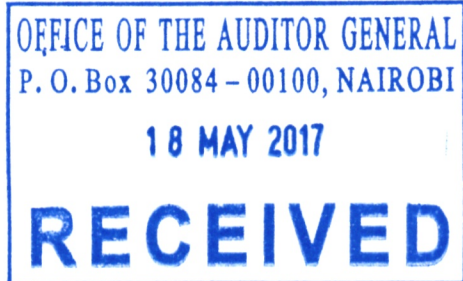 OFFICE OF THE AUDITOR GENERAL
P. O. Box 30084 – 00100, NAIROBI
18 MAY 2017
RECEIVED